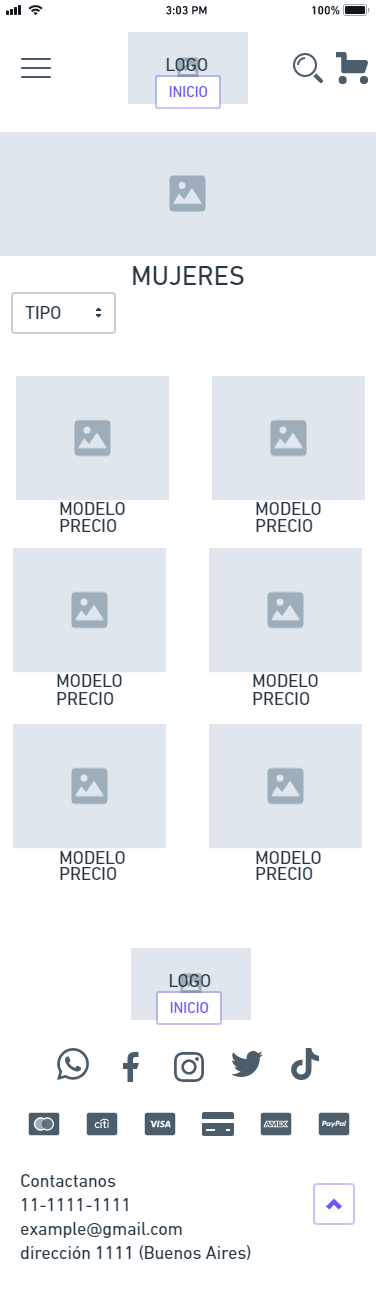 3:03 PM 100%
LOGO
INICIO
MUJERES
TIPO
MODELO
PRECIO
MODELO
PRECIO
MODELO
PRECIO
MODELO
PRECIO
MODELO
PRECIO
MODELO
PRECIO
LOGO
INICIO
citi VISA AMEX PayPal
Contactanos
11-1111-1111
example@gmail.com
dirección 1111 (Buenos Aires)